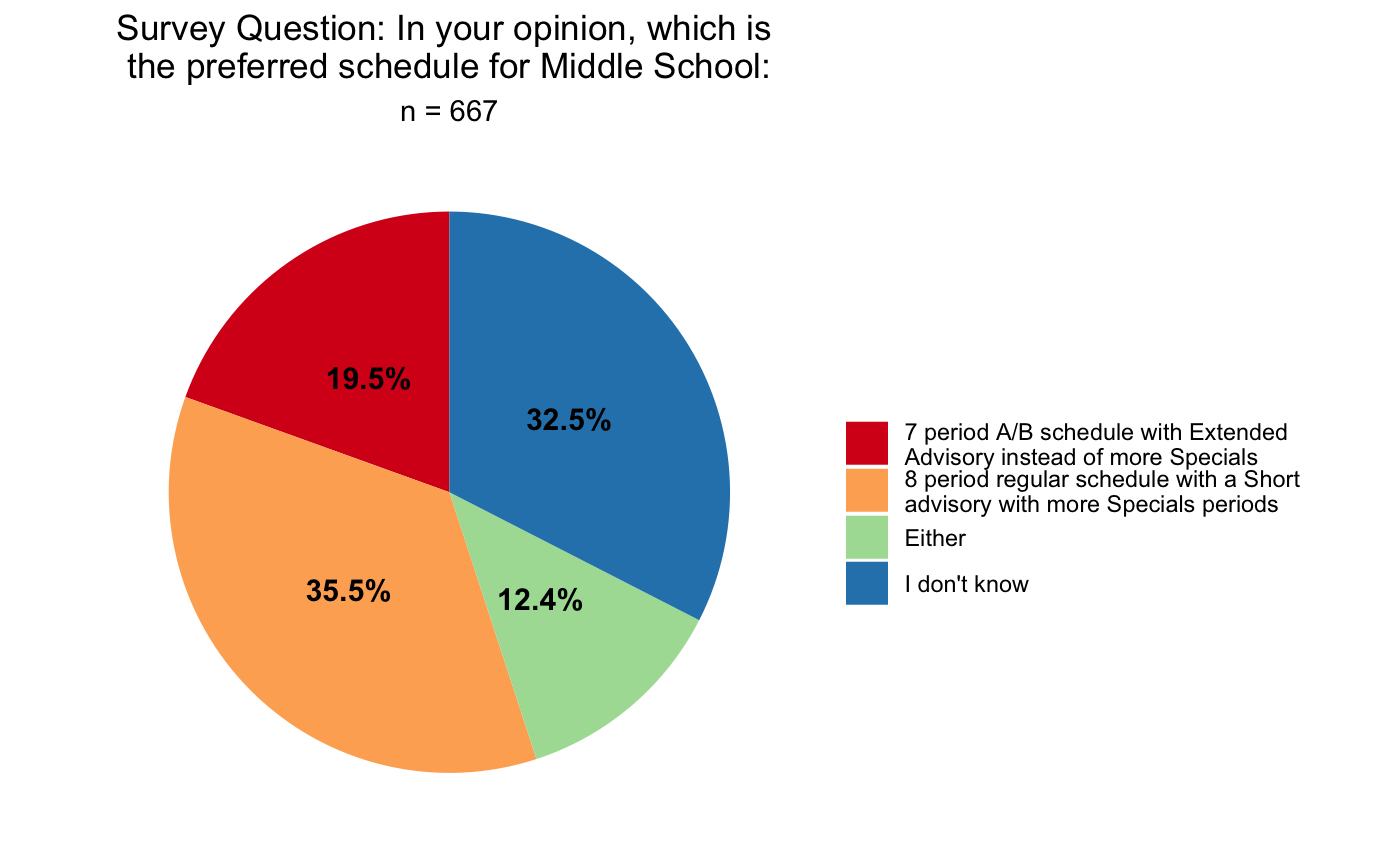 Survey Question: In your opinion, which is
the preferred schedule for Middle School:
n = 667
19.5%
32.5%
35.5%
12.4%
7 period A/B schedule with Extended
Advisory instead of more Specials
8 period regular schedule with a Short
advisory with more Specials periods
Either
I don't know